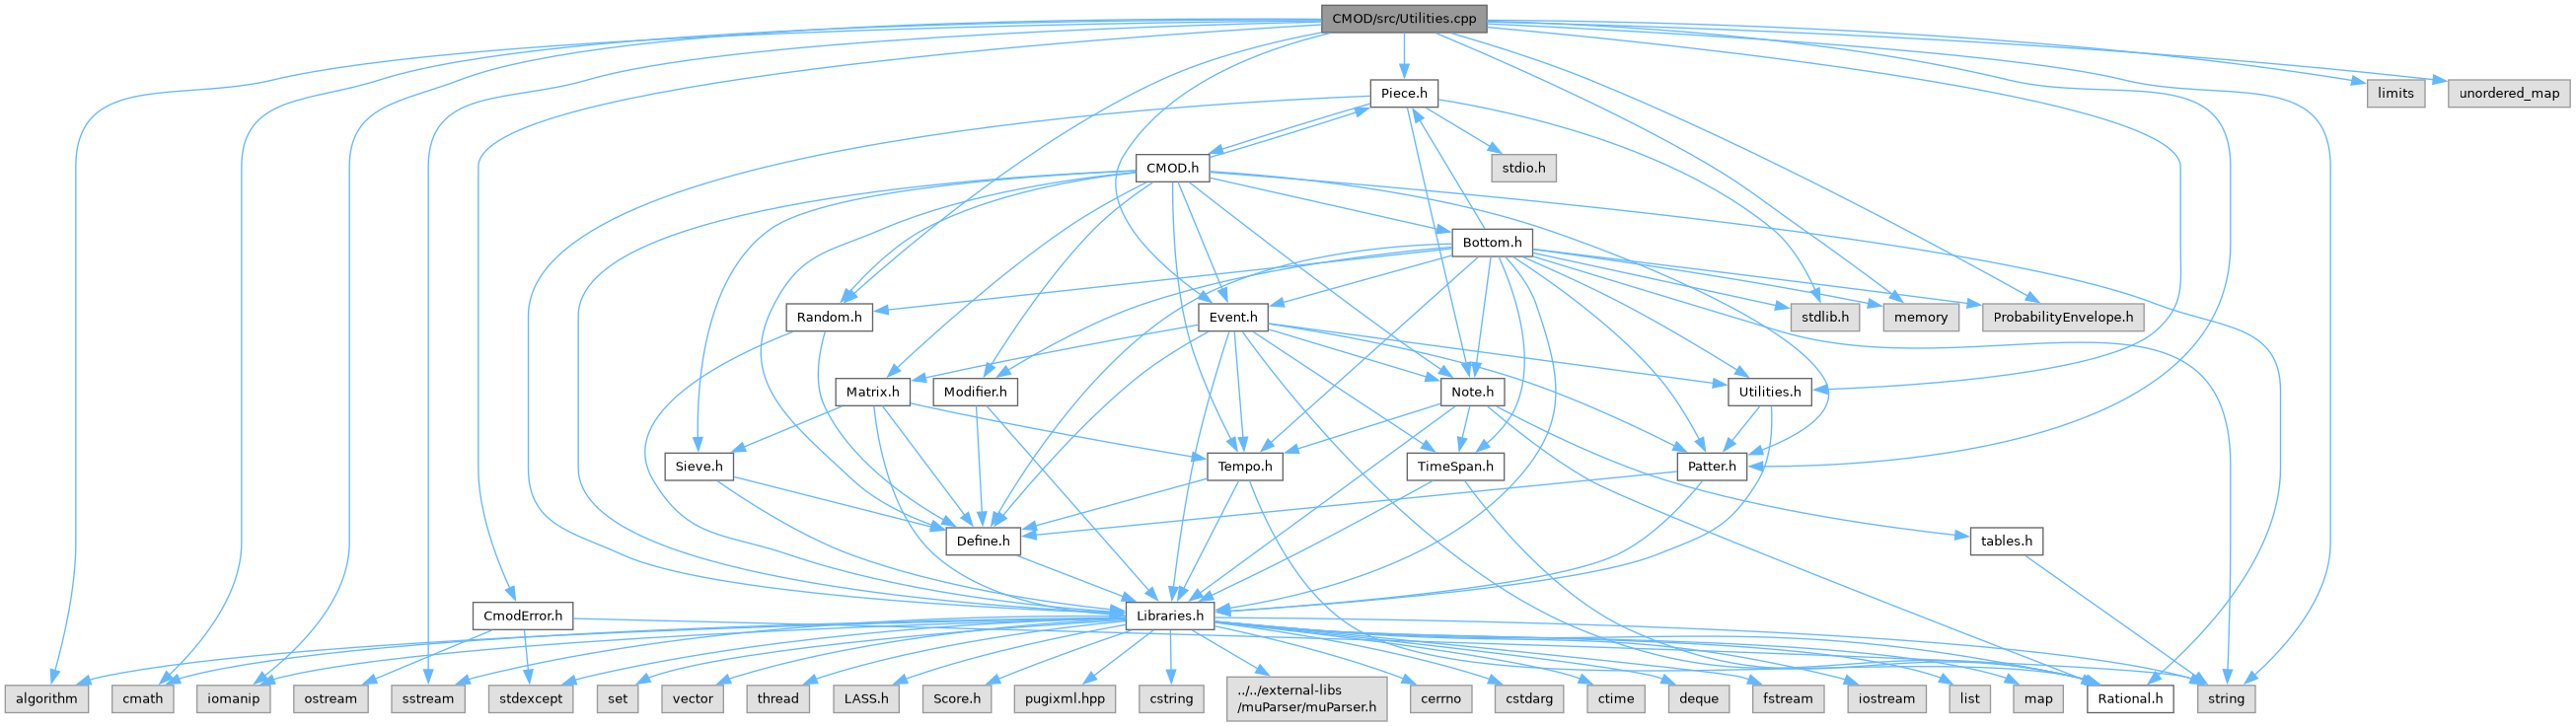 CMOD/src/Utilities.cpp
Piece.h
limits
unordered_map
CMOD.h
stdio.h
Bottom.h
Random.h
Event.h
stdlib.h
memory
ProbabilityEnvelope.h
Matrix.h
Modifier.h
Note.h
Utilities.h
Sieve.h
Tempo.h
TimeSpan.h
Patter.h
Define.h
tables.h
CmodError.h
Libraries.h
algorithm
cmath
iomanip
ostream
sstream
stdexcept
set
vector
thread
LASS.h
Score.h
pugixml.hpp
cstring
../../external-libs
/muParser/muParser.h
cerrno
cstdarg
ctime
deque
fstream
iostream
list
map
Rational.h
string